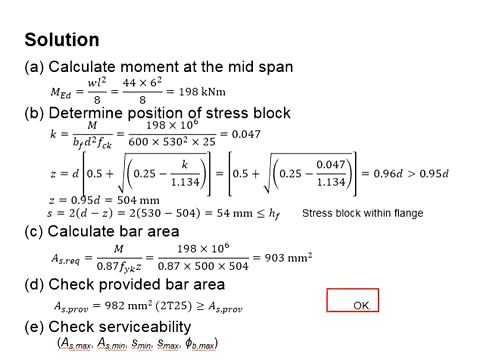 Solution
(a) Calculate moment at the mid span
M_Ed = wl²/8 = 44 × 6²/8 = 198 kNm
(b) Determine position of stress block
k = M/(b_f d² f_ck) = 198 × 10⁶/(600 × 530² × 25) = 0.047
z = d [0.5 + √(0.25 − k/1.134)] = [0.5 + √(0.25 − 0.047/1.134)] = 0.96d > 0.95d
z = 0.95d = 504 mm
s = 2(d − z) = 2(530 − 504) = 54 mm ≤ h_f Stress block within flange
(c) Calculate bar area
A_s,req = M/(0.87f_yk z) = 198 × 10⁶/(0.87 × 500 × 504) = 903 mm²
(d) Check provided bar area
A_s,prov = 982 mm² (2T25) ≥ A_s,prov OK.
(e) Check serviceability
(A_s,max, A_s,min, s_min, s_max, ϕ_b,max)